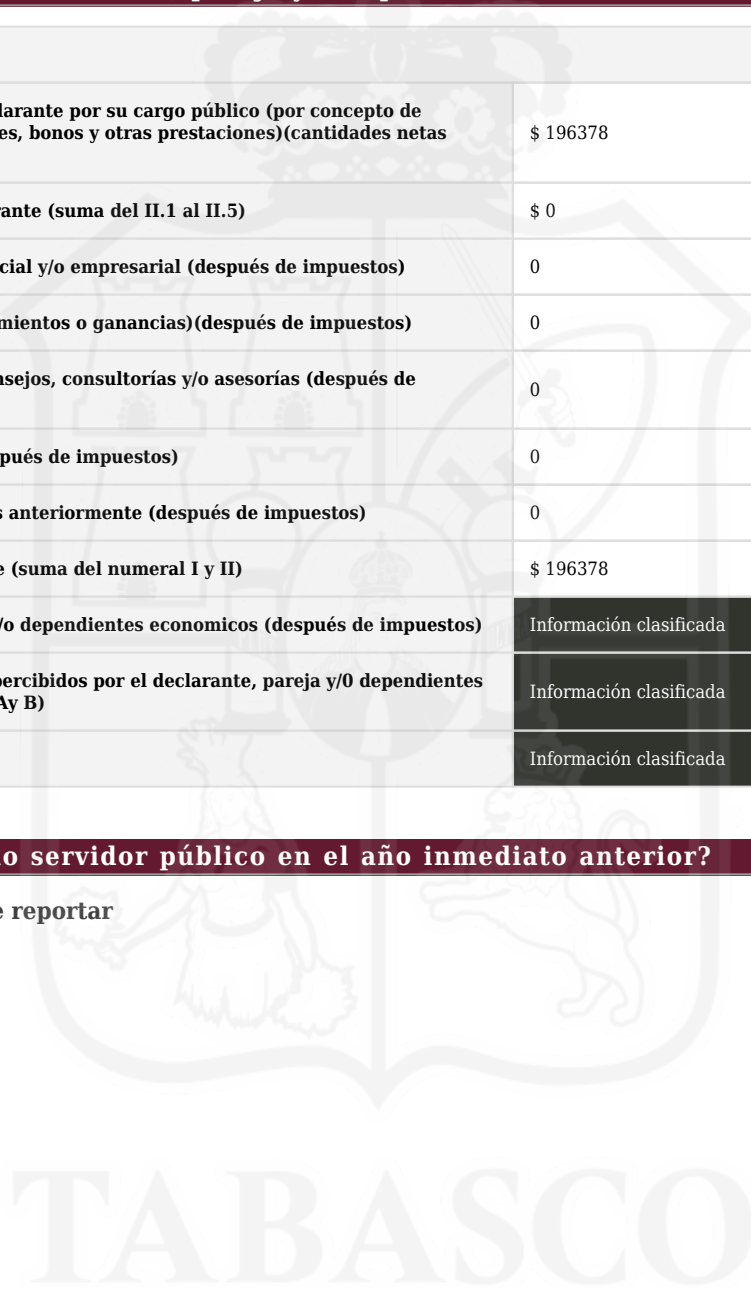 larante por su cargo público (por concepto de
es, bonos y otras prestaciones)(cantidades netas
$ 196378
rante (suma del II.1 al II.5)
$ 0
cial y/o empresarial (después de impuestos)
0
mientos o ganancias)(después de impuestos)
0
nsejos, consultorías y/o asesorías (después de
0
pués de impuestos)
0
s anteriormente (después de impuestos)
0
e (suma del numeral I y II)
$ 196378
/o dependientes economicos (después de impuestos)
Información clasificada
percibidos por el declarante, pareja y/0 dependientes
Ay B)
Información clasificada
Información clasificada
o servidor público en el año inmediato anterior?
e reportar
TABASCO